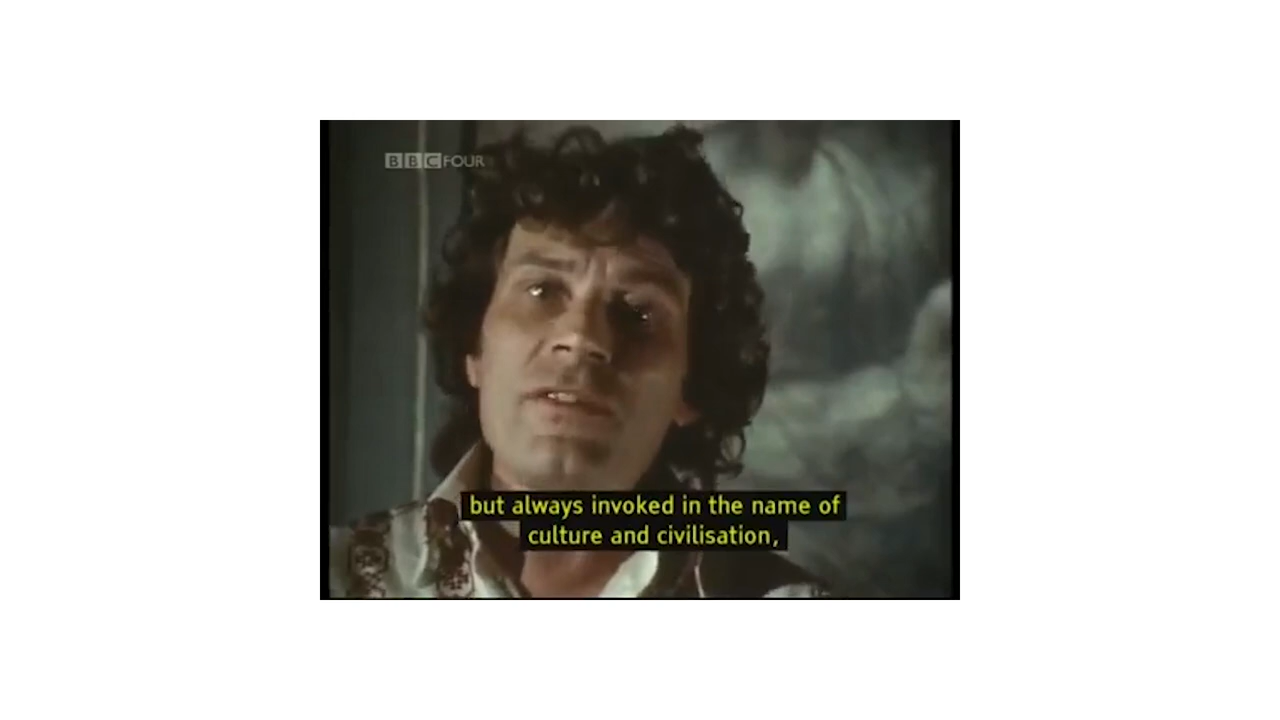 BBC FOUR
but always invoked in the name of
culture and civilisation,